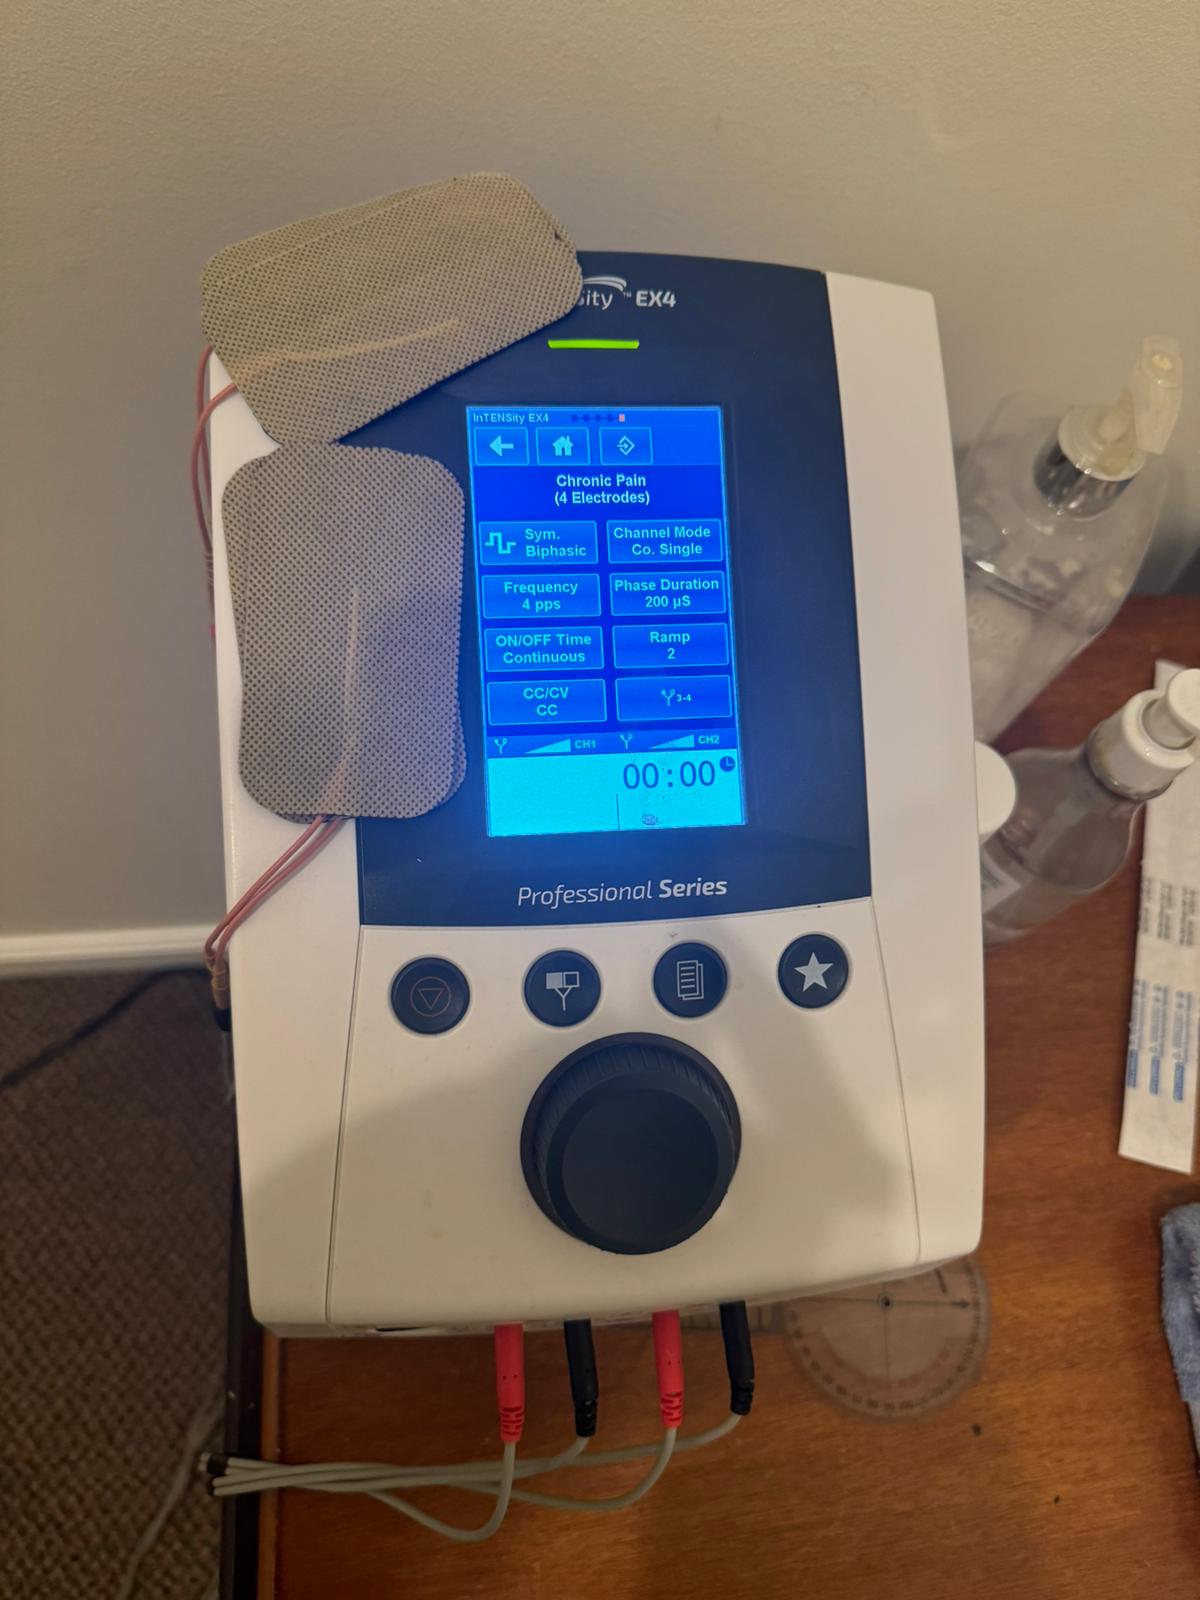 sity™ EX4
InTENSity EX4
Chronic Pain
(4 Electrodes)
Sym.
Biphasic
Channel Mode
Co. Single
Frequency
4 pps
Phase Duration
200 µS
ON/OFF Time
Continuous
Ramp
2
CC/CV
CC
3-4
CH1
CH2
00:00
Professional Series